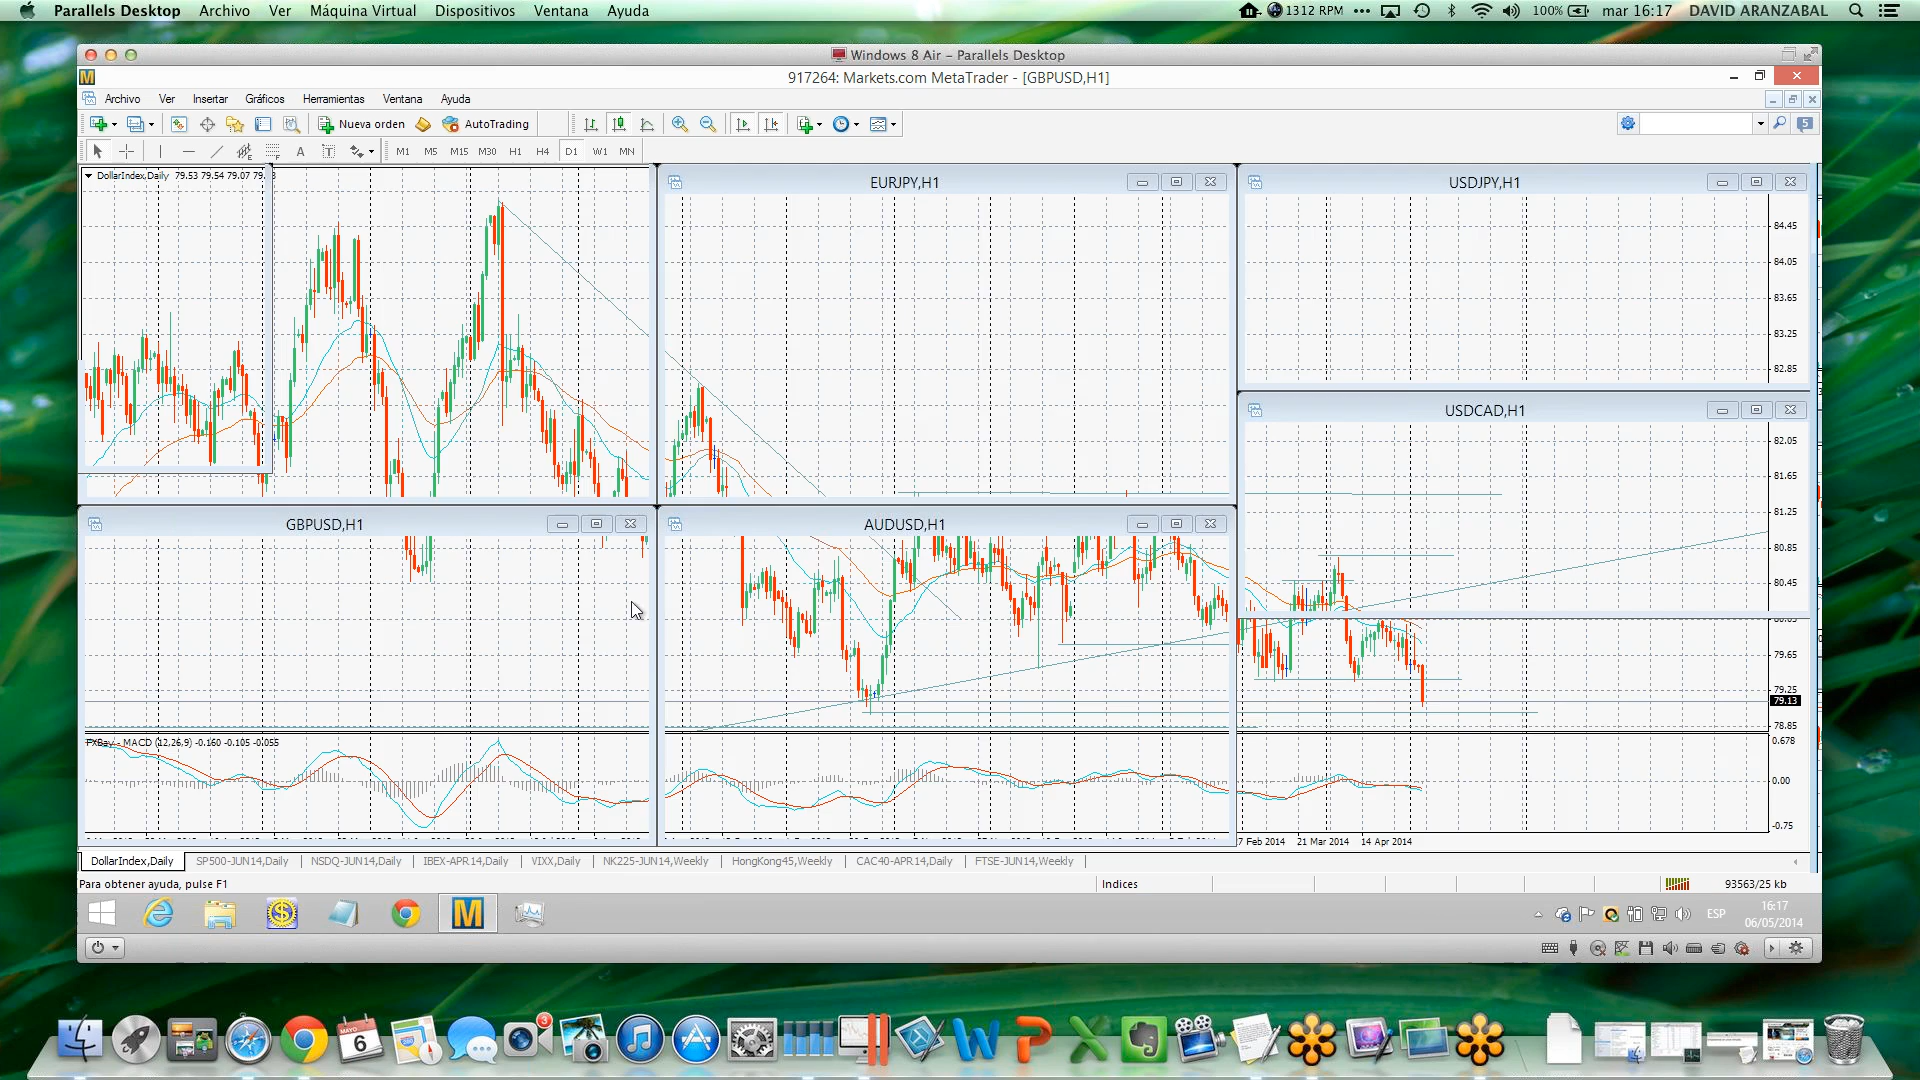 Parallels Desktop Archivo Ver Máquina Virtual Dispositivos Ventana Ayuda 1312 RPM 100% mar 16:17 DAVID ARANZABAL
Windows 8 Air – Parallels Desktop
917264: Markets.com MetaTrader - [GBPUSD,H1]
Archivo Ver Insertar Gráficos Herramientas Ventana Ayuda
Nueva orden AutoTrading
5
A T M1 M5 M15 M30 H1 H4 D1 W1 MN
DollarIndex,Daily 79.53 79.54 79.07 79.
EURJPY,H1
USDJPY,H1
84.45
84.05
83.65
83.25
82.85
USDCAD,H1
82.05
81.65
81.25
80.85
80.45
GBPUSD,H1
AUDUSD,H1
79.65
79.25
79.13
78.85
FXBay - MACD (12,26,9) -0.160 -0.105 -0.055
0.678
0.00
-0.75
7 Feb 2014 21 Mar 2014 14 Apr 2014
DollarIndex,Daily SP500-JUN14,Daily NSDQ-JUN14,Daily IBEX-APR14,Daily VIXX,Daily NK225-JUN14,Weekly HongKong45,Weekly CAC40-APR14,Daily FTSE-JUN14,Weekly
Para obtener ayuda, pulse F1 Indices 93563/25 kb
ESP 16:17
06/05/2014
MAYO
6
3